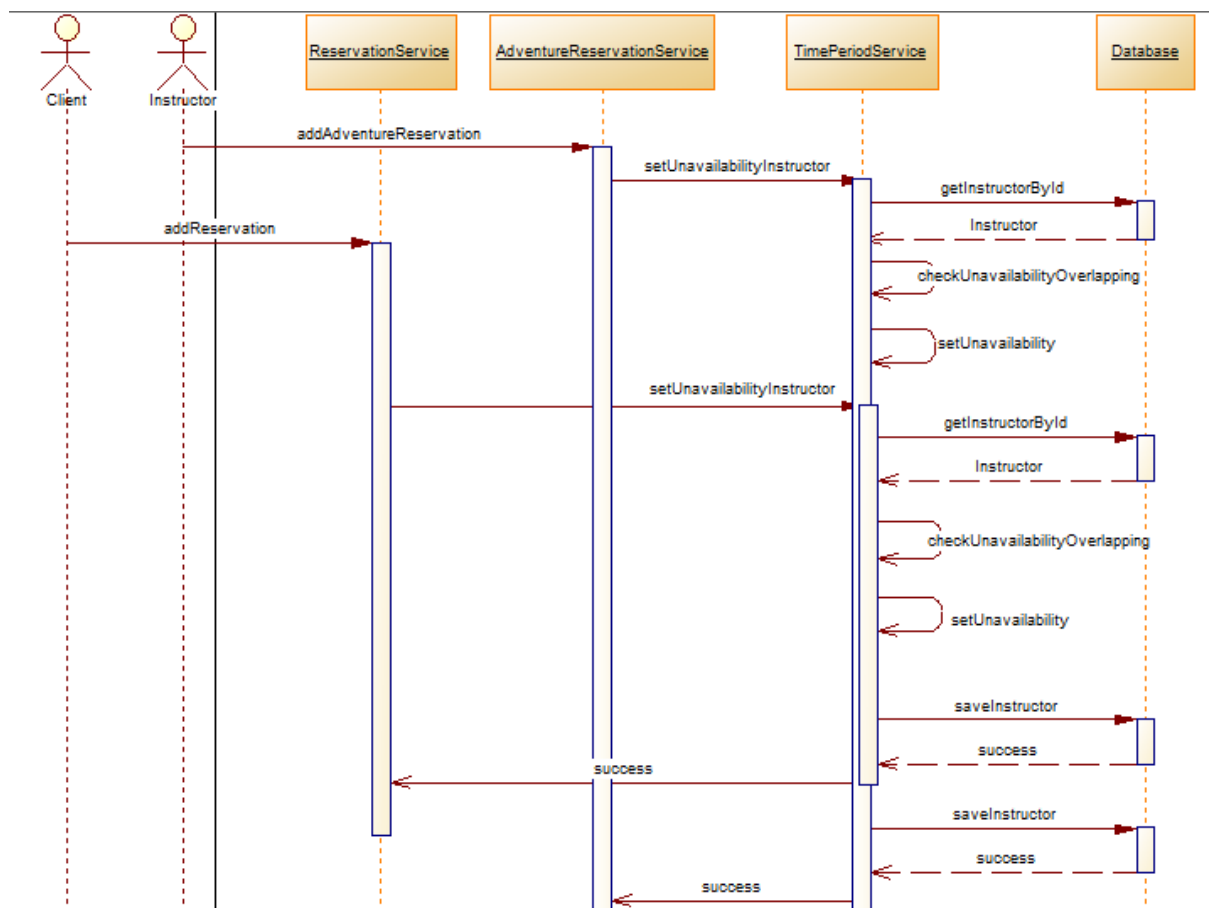 ReservationService
AdventureReservationService
TimePeriodService
Database
Client
Instructor
addAdventureReservation
setUnavailabilityInstructor
getInstructorById
Instructor
addReservation
checkUnavailabilityOverlapping
setUnavailability
setUnavailabilityInstructor
getInstructorById
Instructor
checkUnavailabilityOverlapping
setUnavailability
saveInstructor
success
success
saveInstructor
success
success